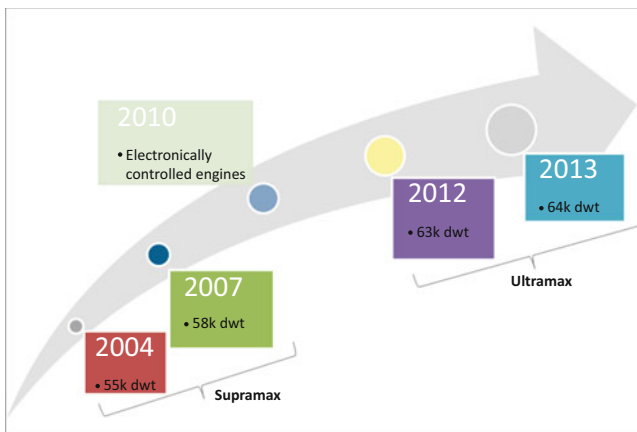 2010
• Electronically
controlled engines
2013
• 64k dwt
2012
• 63k dwt
Ultramax
2007
• 58k dwt
2004
• 55k dwt
Supramax